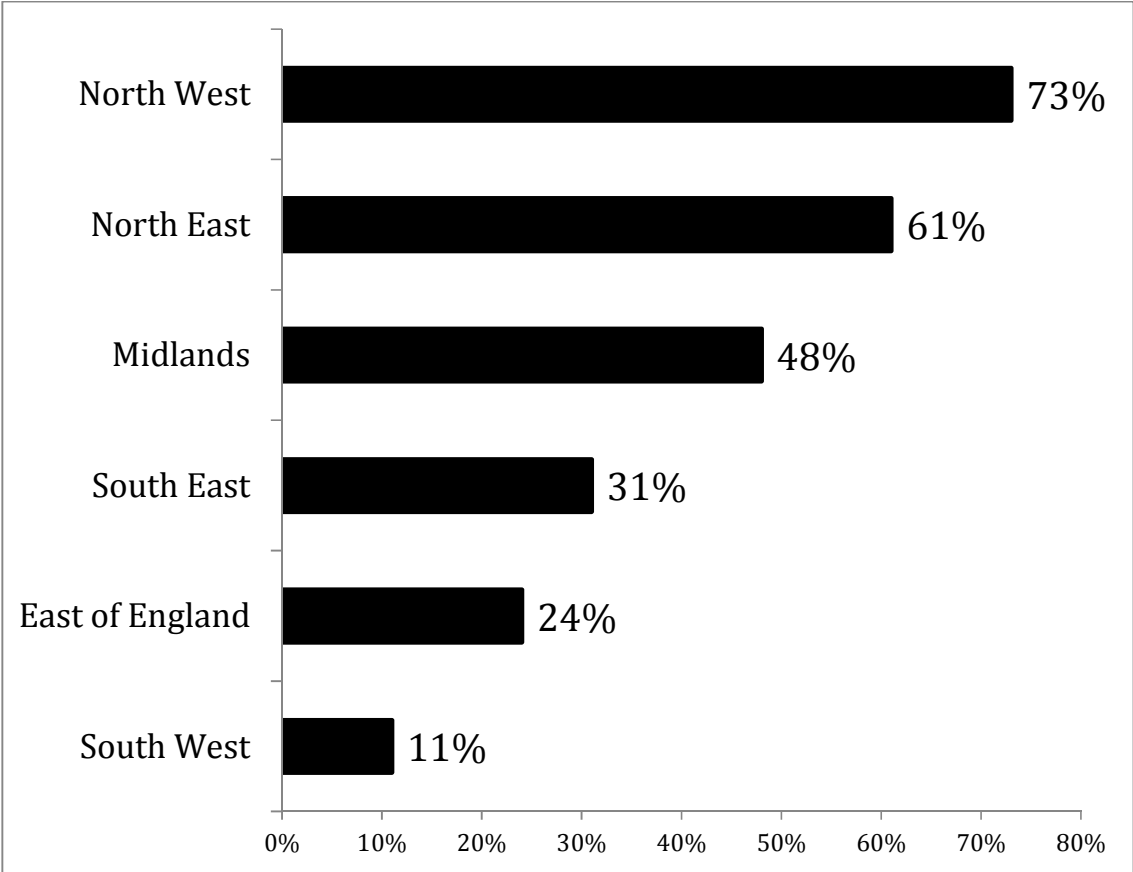 North West 73%
North East 61%
Midlands 48%
South East 31%
East of England 24%
South West 11%
0% 10% 20% 30% 40% 50% 60% 70% 80%